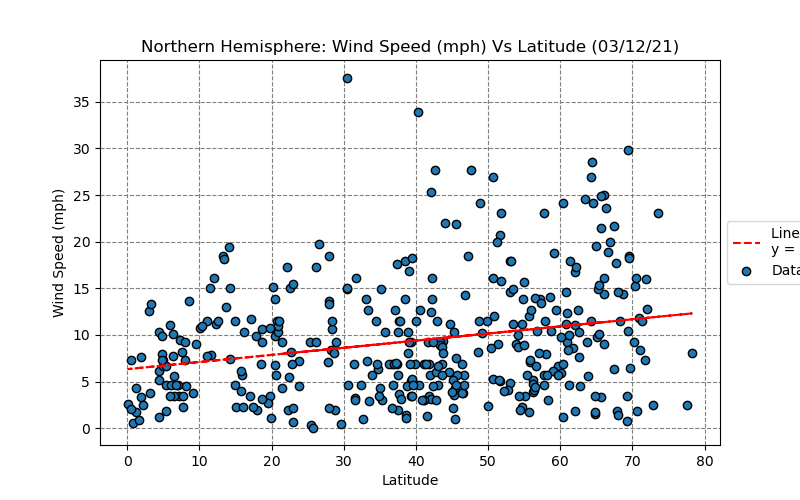 Northern Hemisphere: Wind Speed (mph) Vs Latitude (03/12/21)
35
30
25
20
15
10
5
0
Wind Speed (mph)
0 10 20 30 40 50 60 70 80
Latitude
Line
y =
Data